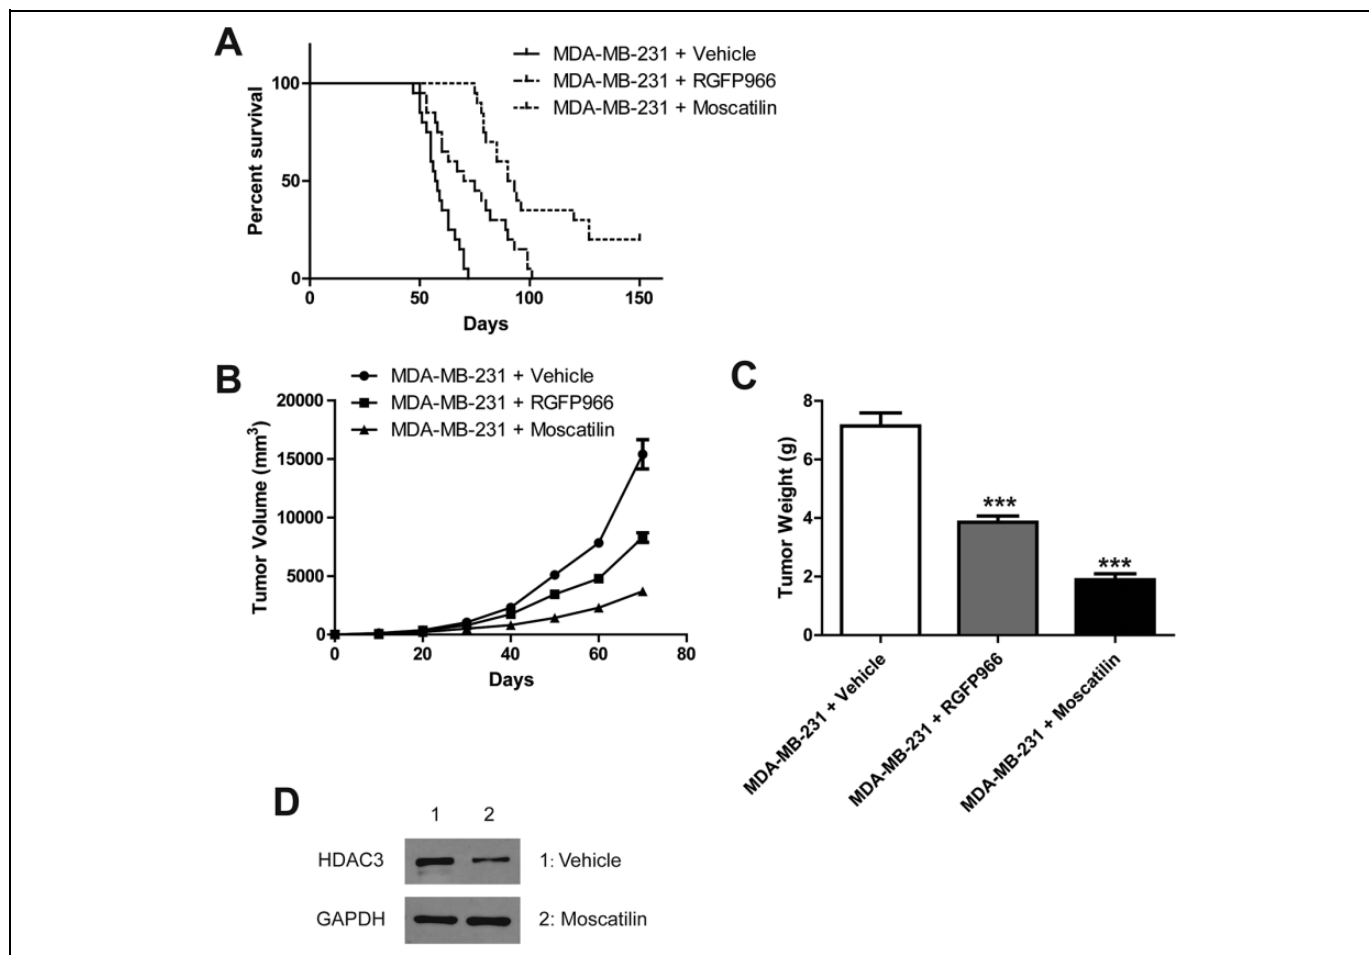 A
MDA-MB-231 + Vehicle
MDA-MB-231 + RGFP966
MDA-MB-231 + Moscatilin
Percent survival
100
50
0
0 50 100 150
Days
B
MDA-MB-231 + Vehicle
MDA-MB-231 + RGFP966
MDA-MB-231 + Moscatilin
Tumor Volume (mm³)
20000
15000
10000
5000
0
0 20 40 60 80
Days
C
Tumor Weight (g)
8
6
4
2
0
***
***
MDA-MB-231 + Vehicle
MDA-MB-231 + RGFP966
MDA-MB-231 + Moscatilin
D
1 2
HDAC3 1: Vehicle
GAPDH 2: Moscatilin